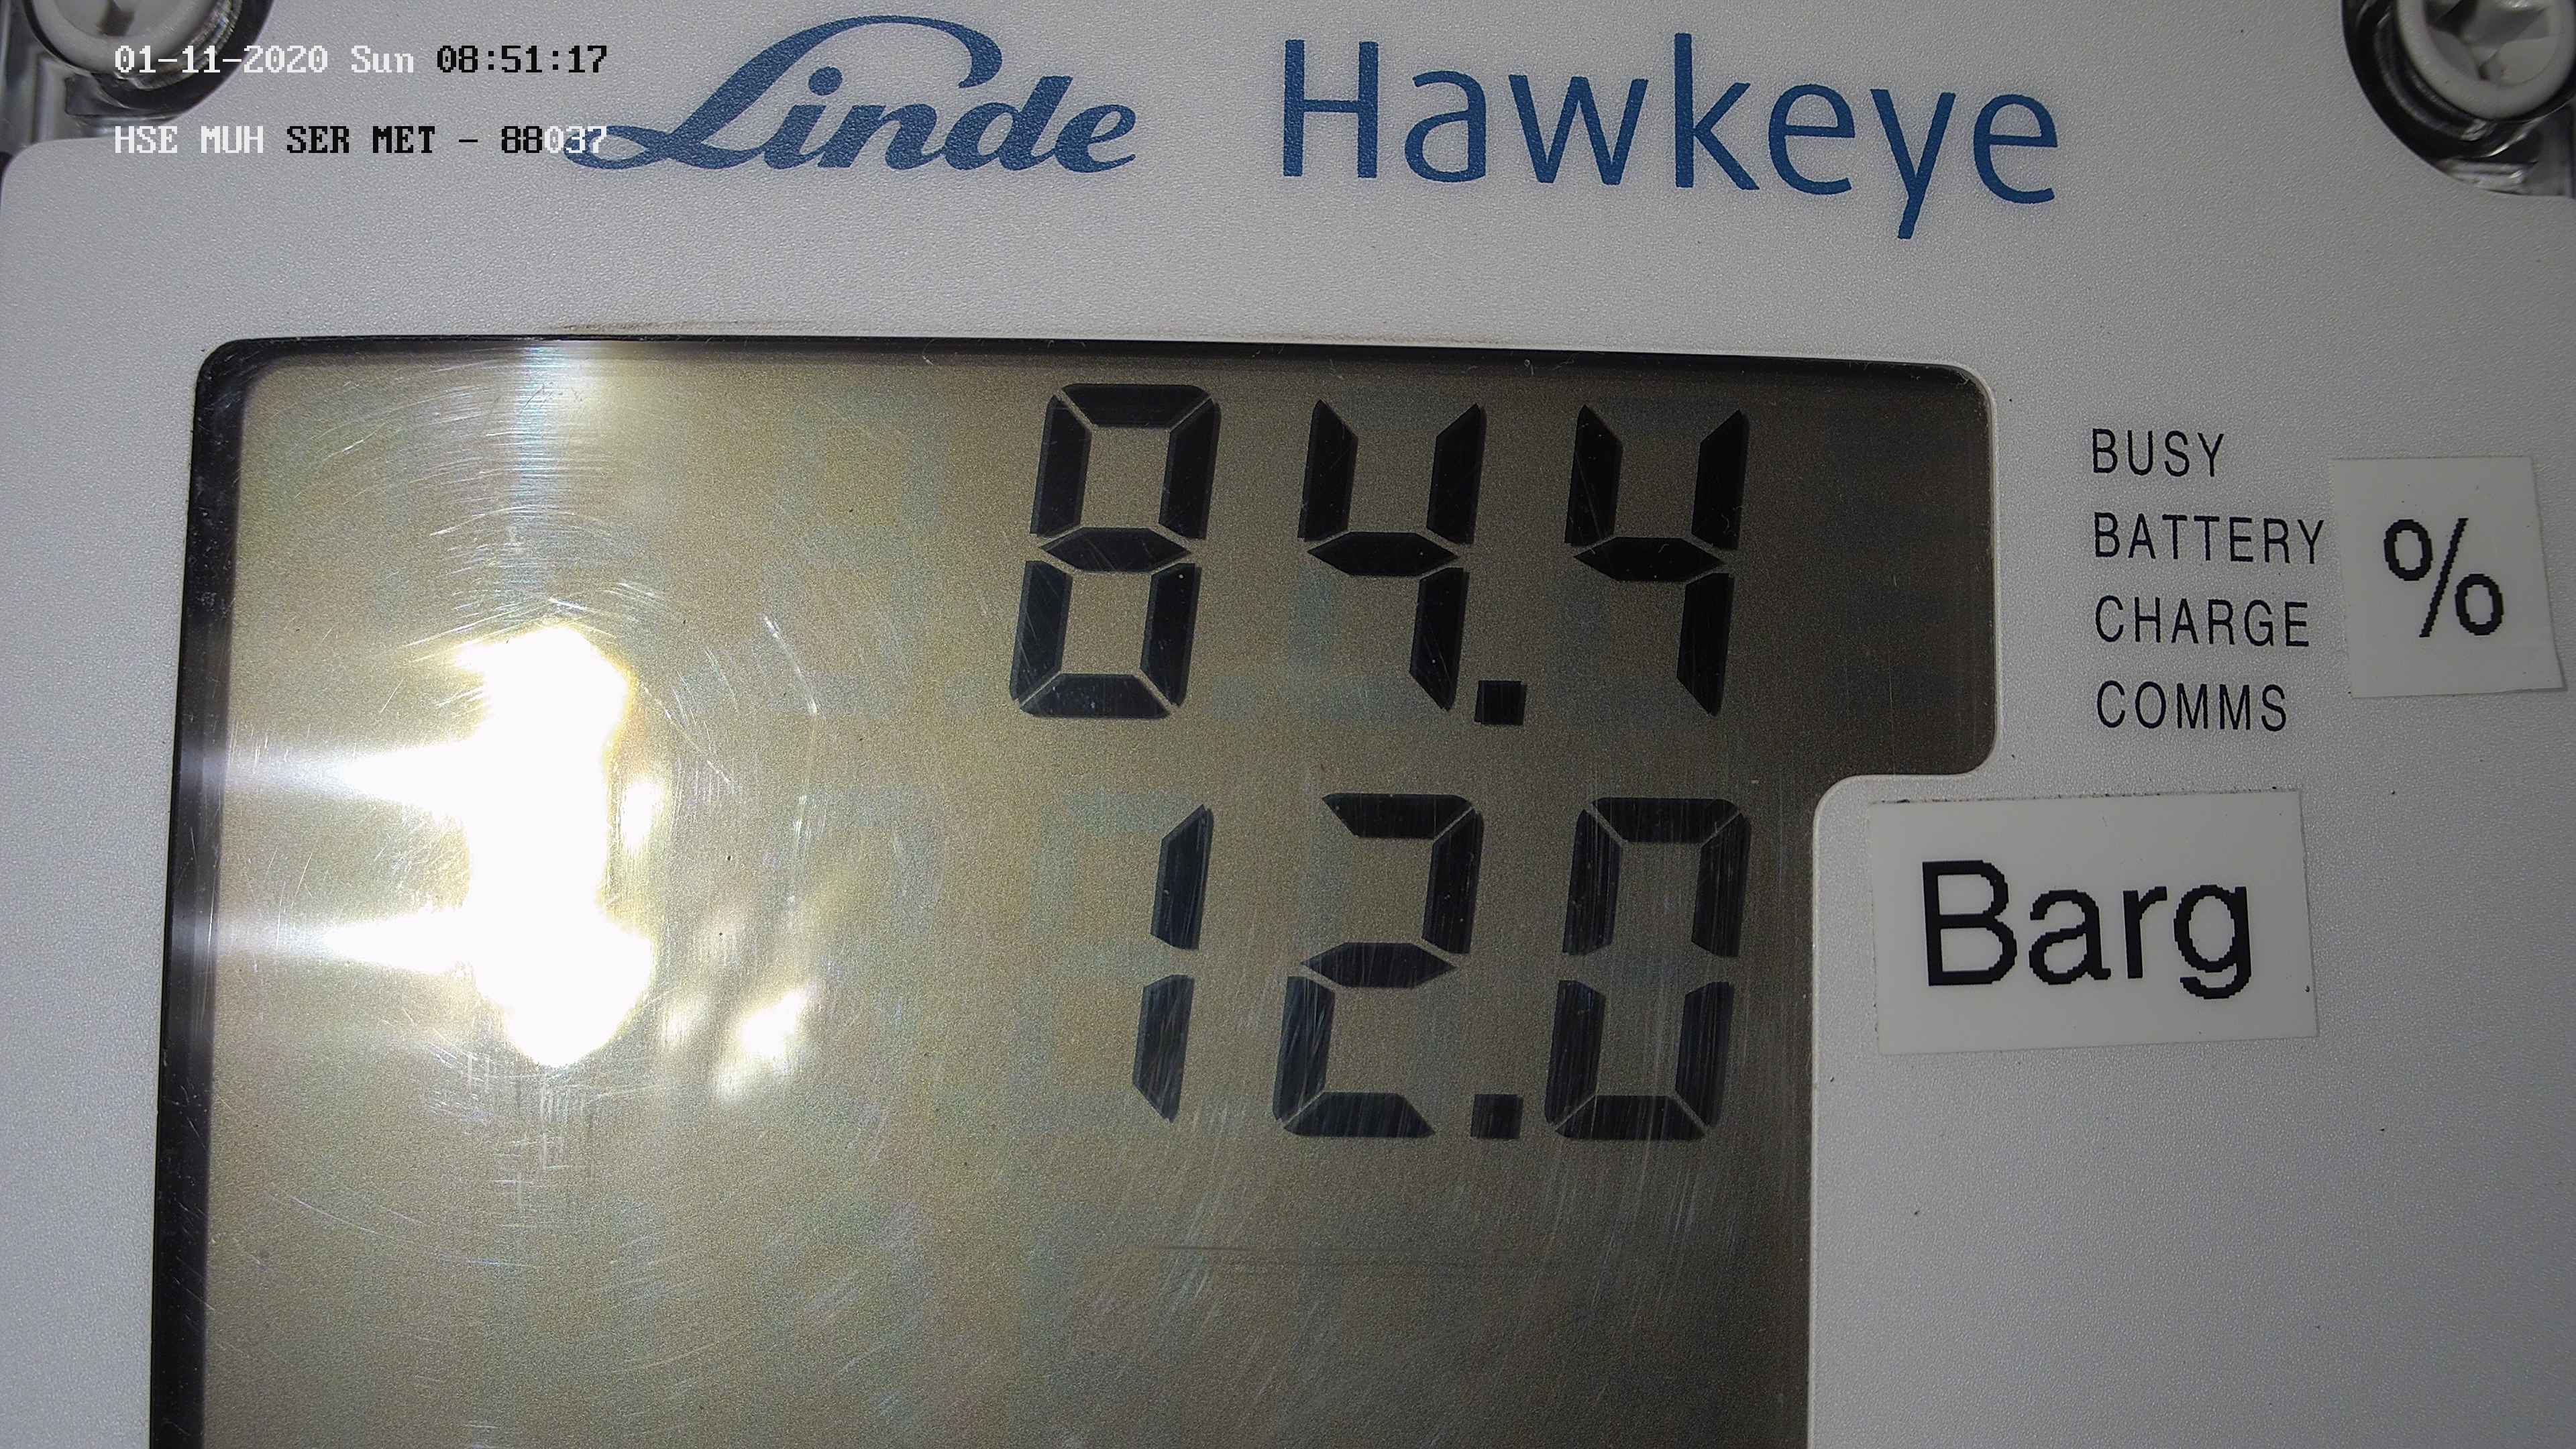 01-11-2020 Sun 08:51:17
HSE MUH SER MET - 88037
Linde Hawkeye
84.4
BUSY
BATTERY
CHARGE
COMMS
%
12.0
Barg